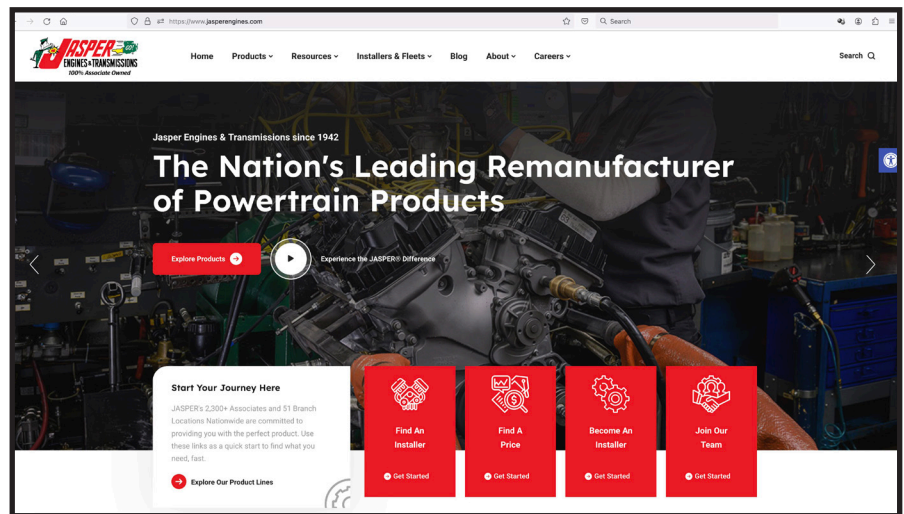 https://www.jasperengines.com
Search
JASPER GO!
ENGINES & TRANSMISSIONS
100% Associate Owned
Home
Products
Resources
Installers & Fleets
Blog
About
Careers
Search
Jasper Engines & Transmissions since 1942
The Nation's Leading Remanufacturer
of Powertrain Products
Explore Products
Experience the JASPER® Difference
Start Your Journey Here
JASPER's 2,300+ Associates and 51 Branch
Locations Nationwide are committed to
providing you with the perfect product. Use
these links as a quick start to find what you
need, fast.
Explore Our Product Lines
Find An
Installer
Get Started
Find A
Price
Get Started
Become An
Installer
Get Started
Join Our
Team
Get Started